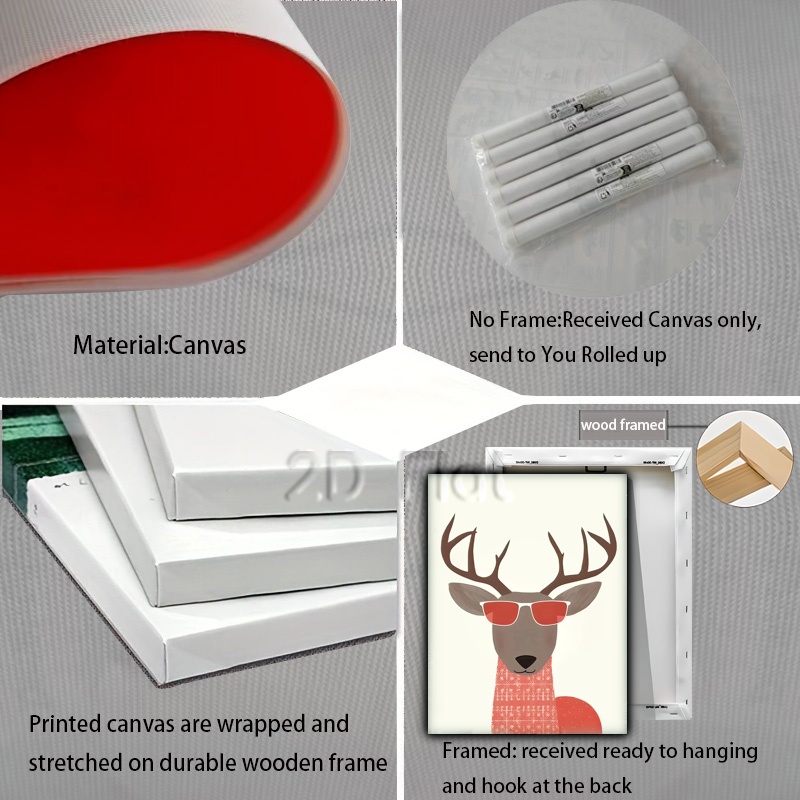 Material:Canvas
No Frame:Received Canvas only,
send to You Rolled up
2D Flat
wood framed
Printed canvas are wrapped and
stretched on durable wooden frame
Framed: received ready to hanging
and hook at the back